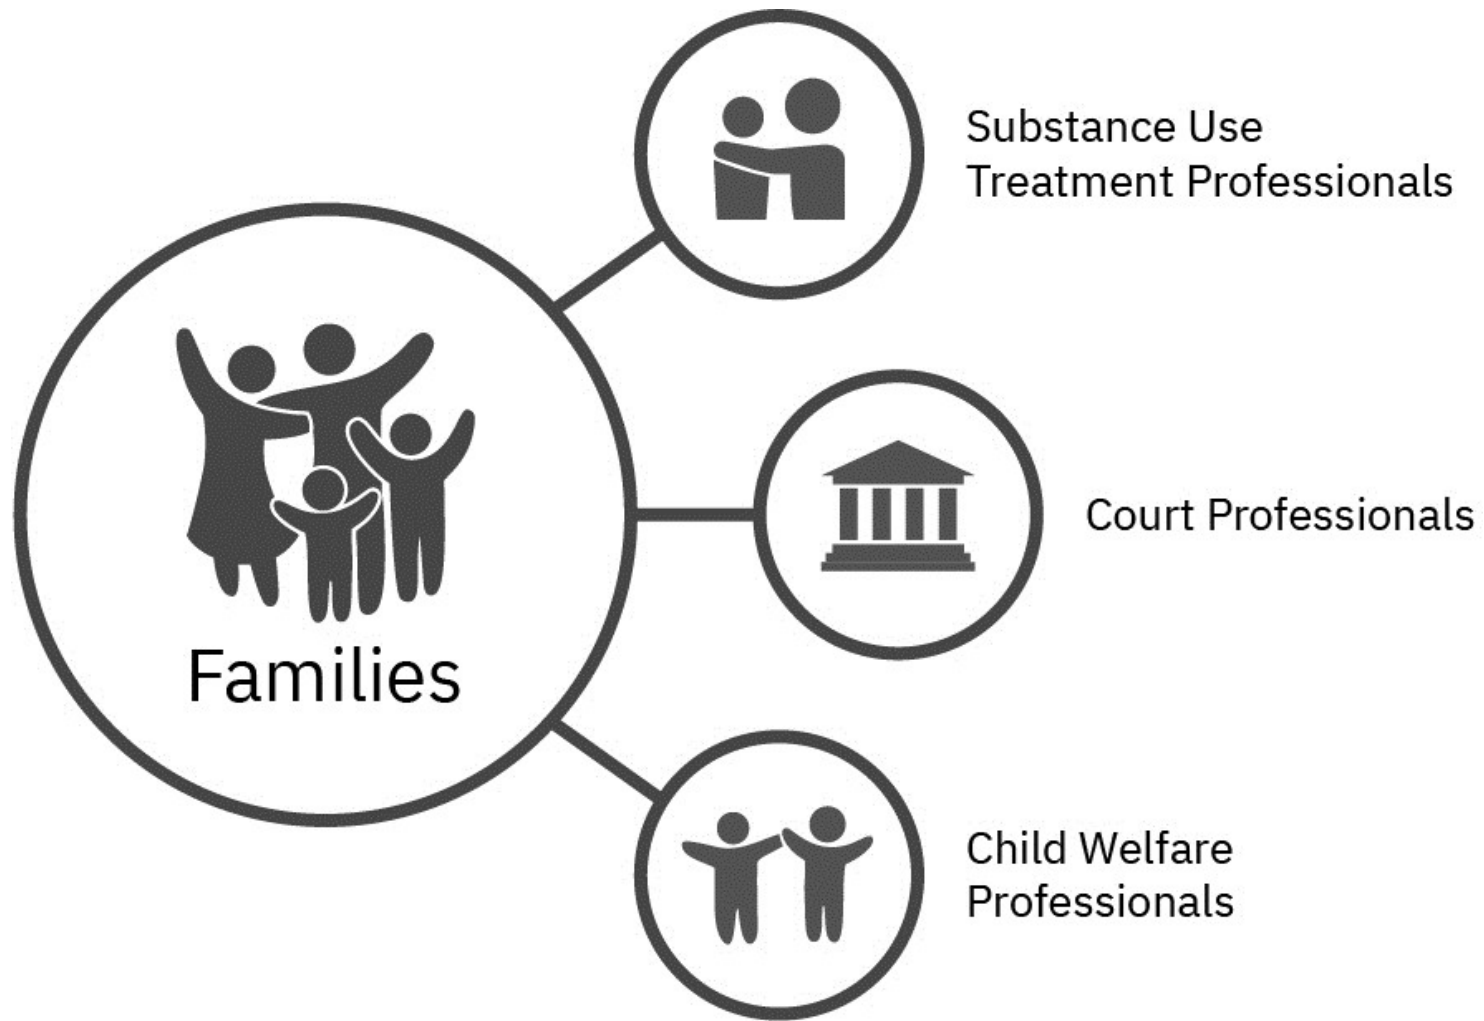 Substance Use
Treatment Professionals
Families
Court Professionals
Child Welfare
Professionals